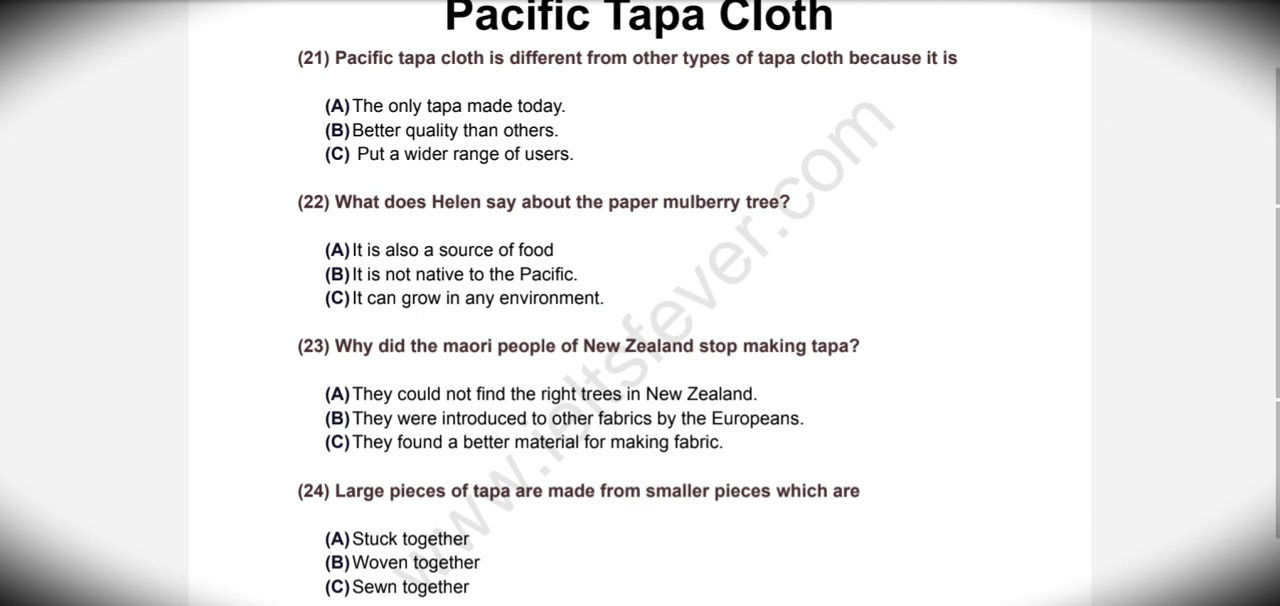 Pacific Tapa Cloth
(21) Pacific tapa cloth is different from other types of tapa cloth because it is
(A) The only tapa made today.
(B) Better quality than others.
(C) Put a wider range of users.
(22) What does Helen say about the paper mulberry tree?
(A) It is also a source of food
(B) It is not native to the Pacific.
(C) It can grow in any environment.
(23) Why did the maori people of New Zealand stop making tapa?
(A) They could not find the right trees in New Zealand.
(B) They were introduced to other fabrics by the Europeans.
(C) They found a better material for making fabric.
(24) Large pieces of tapa are made from smaller pieces which are
(A) Stuck together
(B) Woven together
(C) Sewn together
www.ieltsfever.com